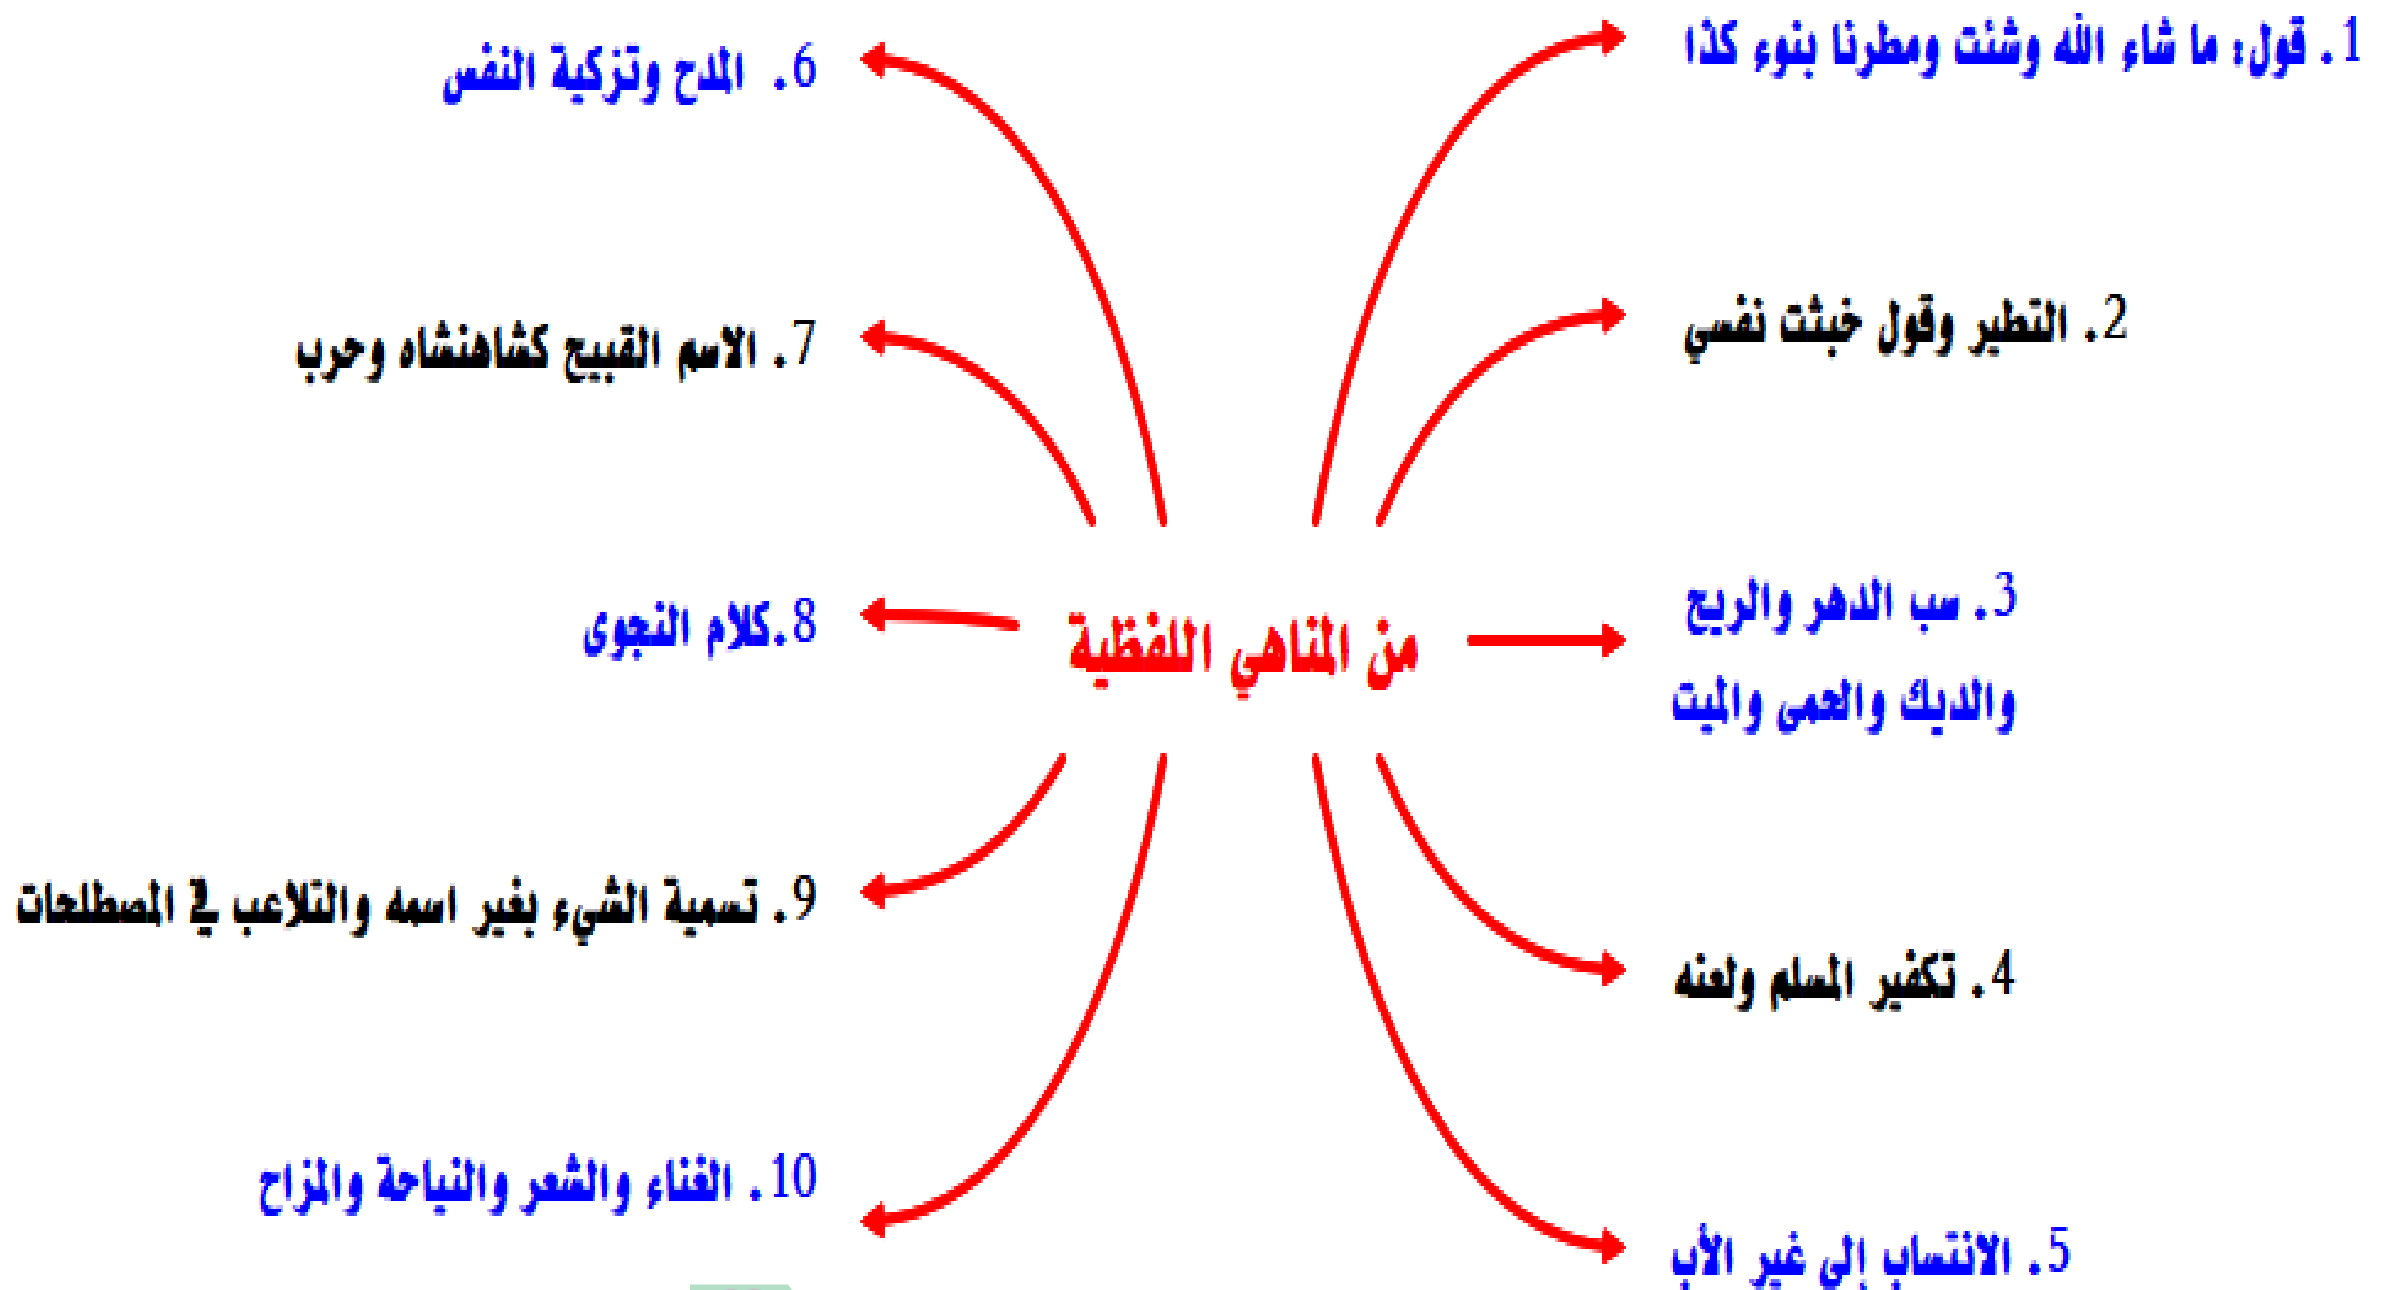 من المناهي اللفظية
1. قول: ما شاء الله وشئت ومطرنا بنوء كذا
2. التطير وقول خبثت نفسي
3. سب الدهر والريح
والديك والحمى والميت
4. تكفير المسلم ولعنه
5. الانتساب إلى غير الأب
6. المدح وتزكية النفس
7. الاسم القبيح كشاهنشاه وحرب
8.كلام النجوى
9. تسمية الشيء بغير اسمه والتلاعب في المصطلحات
10. الغناء والشعر والنياحة والمزاح